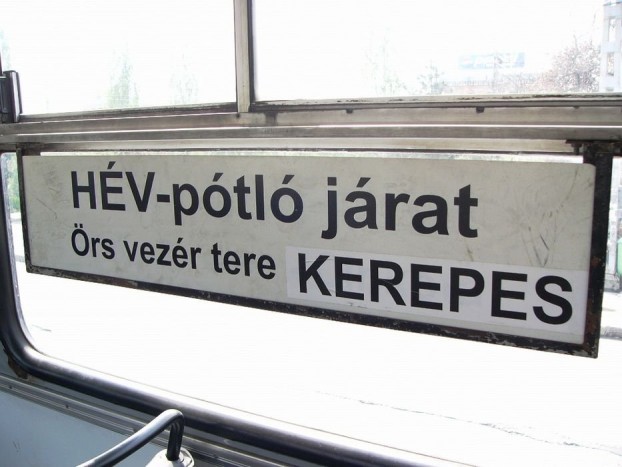 HÉV-pótló járat
Örs vezér tere KEREPES